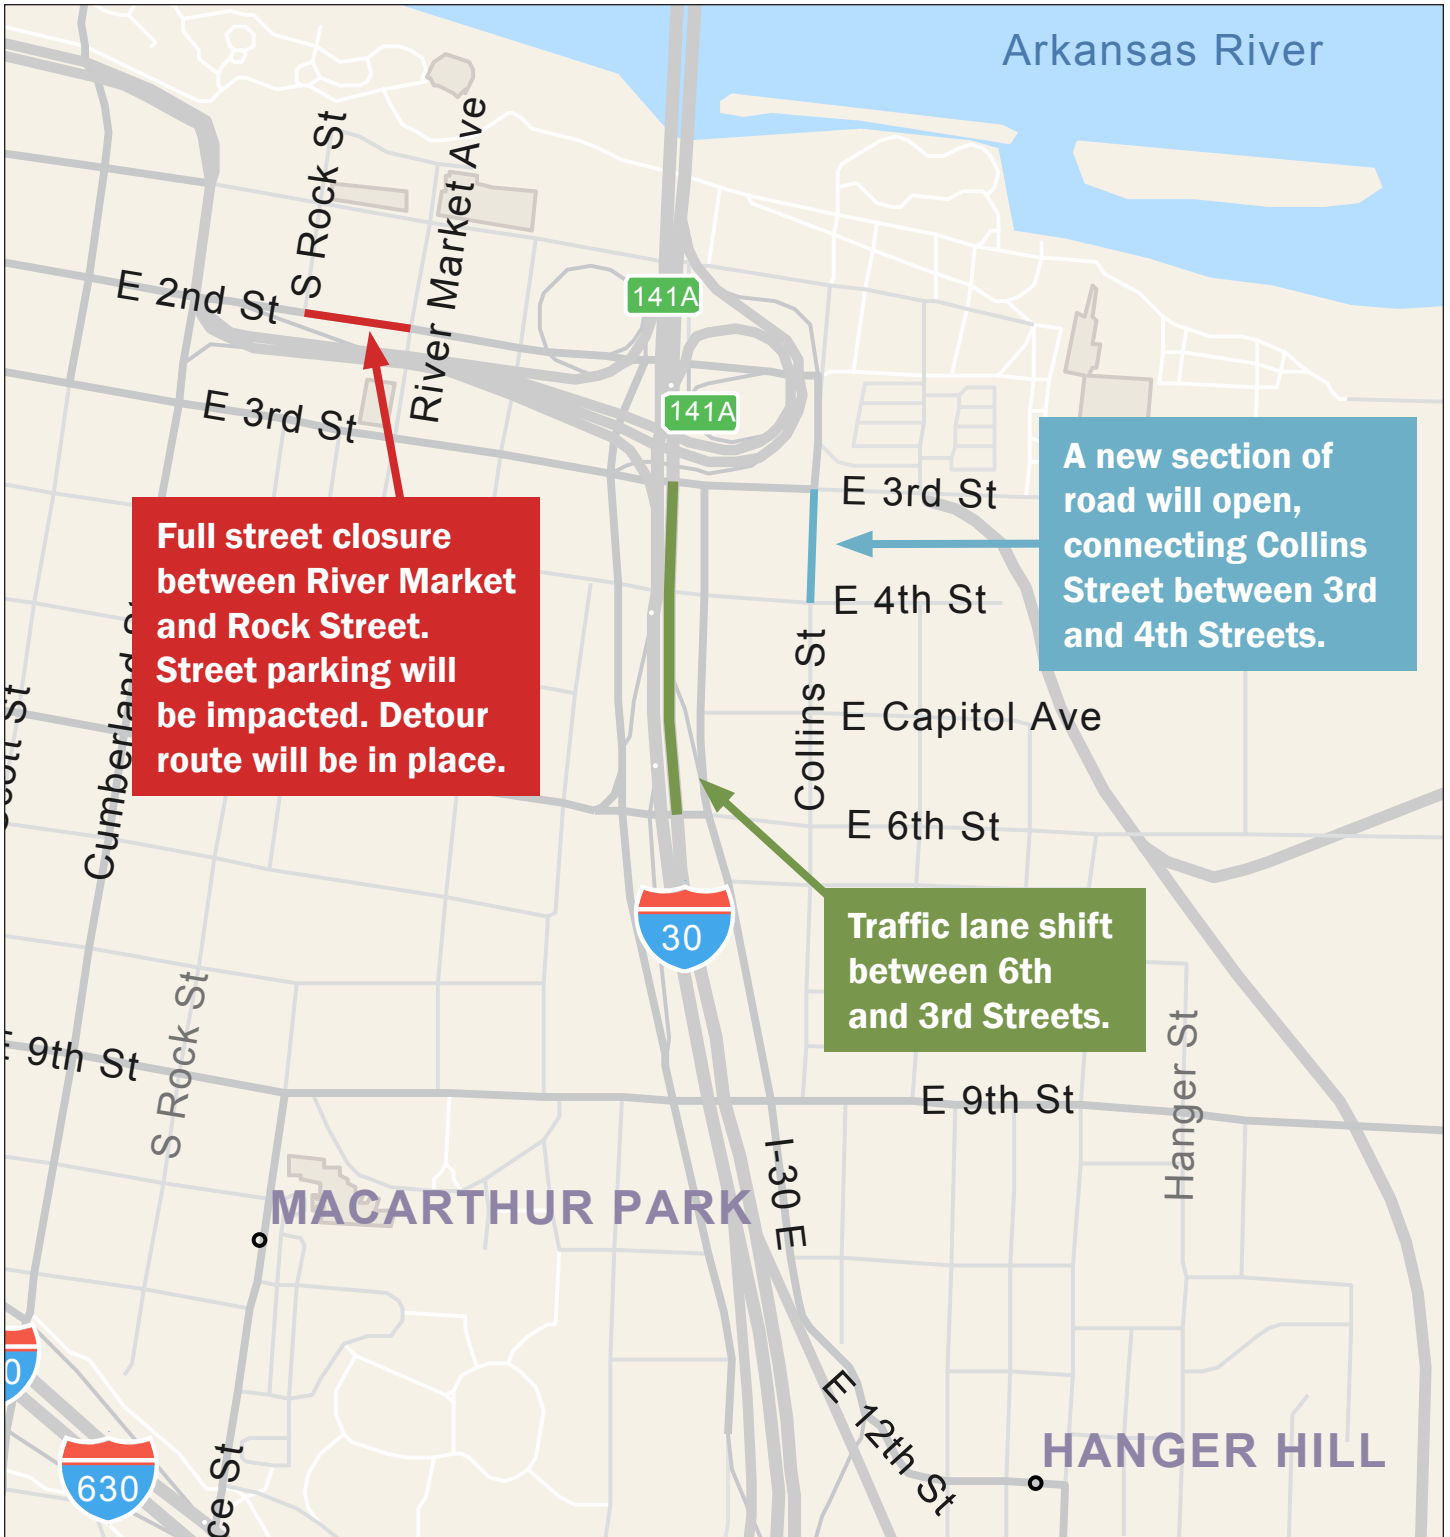 Arkansas River
S Rock St
River Market Ave
E 2nd St
141A
141A
E 3rd St
E 3rd St
A new section of
road will open,
connecting Collins
Street between 3rd
and 4th Streets.
Full street closure
between River Market
and Rock Street.
Street parking will
be impacted. Detour
route will be in place.
E 4th St
Collins St
E Capitol Ave
Cumberland St
E 6th St
30
Traffic lane shift
between 6th
and 3rd Streets.
S Rock St
9th St
Hanger St
E 9th St
I-30 E
MACARTHUR PARK
0
E 12th St
HANGER HILL
630
ce St